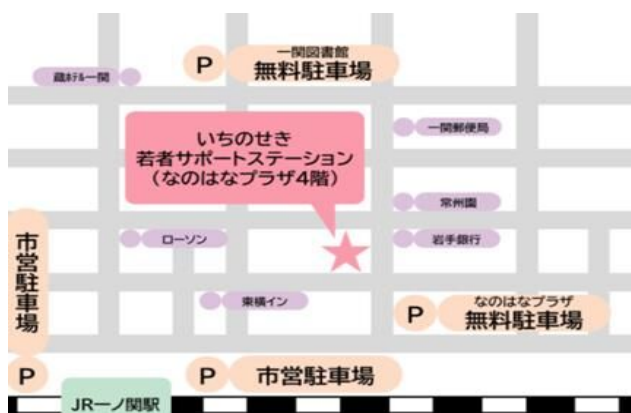 一関図書館
P 無料駐車場
蔵ホテル一関
一関郵便局
いちのせき
若者サポートステーション
(なのはなプラザ4階)
常州園
市営駐車場
ローソン
岩手銀行
東横イン
なのはなプラザ
P 無料駐車場
P
P 市営駐車場
JR一ノ関駅